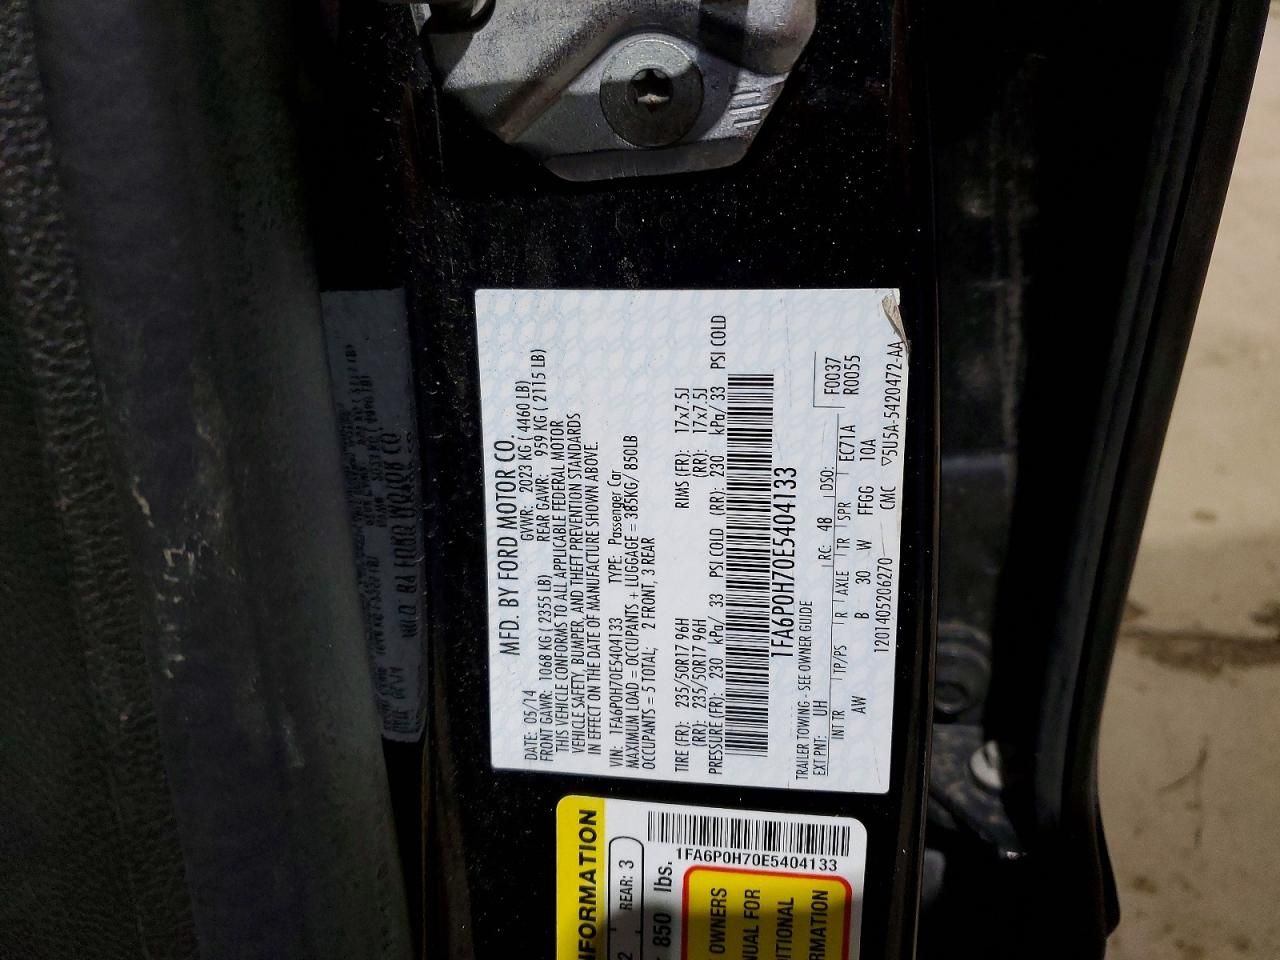 MFD. BY FORD MOTOR CO.
DATE: 05/14 GVWR: 2023 KG ( 4460 LB)
FRONT GAWR: 1068 KG ( 2355 LB) REAR GAWR: 959 KG ( 2115 LB)
THIS VEHICLE CONFORMS TO ALL APPLICABLE FEDERAL MOTOR
VEHICLE SAFETY, BUMPER, AND THEFT PREVENTION STANDARDS
IN EFFECT ON THE DATE OF MANUFACTURE SHOWN ABOVE.
VIN: 1FA6P0H70E5404133 TYPE: Passenger Car
MAXIMUM LOAD = OCCUPANTS + LUGGAGE = 385KG/ 850LB
OCCUPANTS = 5 TOTAL; 2 FRONT, 3 REAR
TIRE (FR): 235/50R17 96H RIMS (FR): 17x7.5J
(RR): 235/50R17 96H (RR): 17x7.5J
PRESSURE (FR): 230 kPa/ 33 PSI COLD (RR): 230 kPa/ 33 PSI COLD
1FA6P0H70E5404133
TRAILER TOWING - SEE OWNER GUIDE
EXT PNT: UH RC: 48 DSO: F0037
INT TR TP/PS R AXLE TR SPR EC71A R0055
AW B 30 W FFGG 10A
1201405206270 CMC ▽5U5A-5420472-AA
FORMATION
REAR: 3
850 lbs.
1FA6P0H70E5404133
OWNERS
FOR